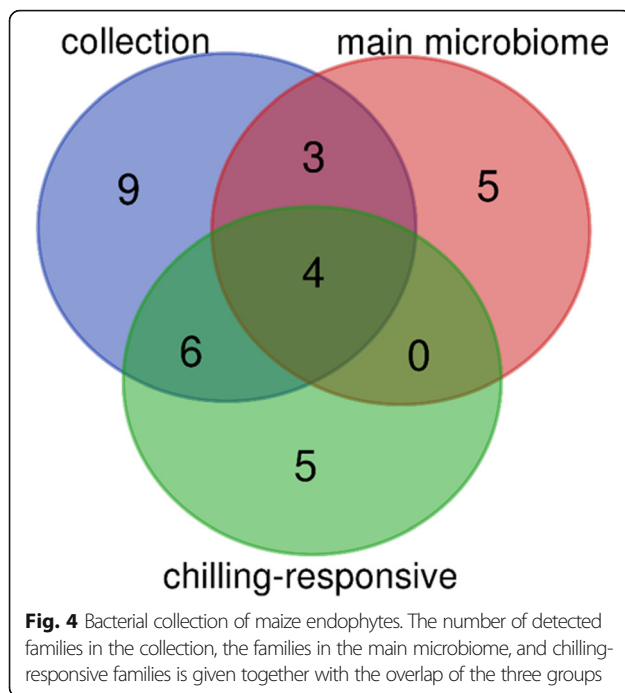 collection
main microbiome
3
9
5
4
6
0
5
chilling-responsive
Fig. 4 Bacterial collection of maize endophytes. The number of detected
families in the collection, the families in the main microbiome, and chilling-
responsive families is given together with the overlap of the three groups